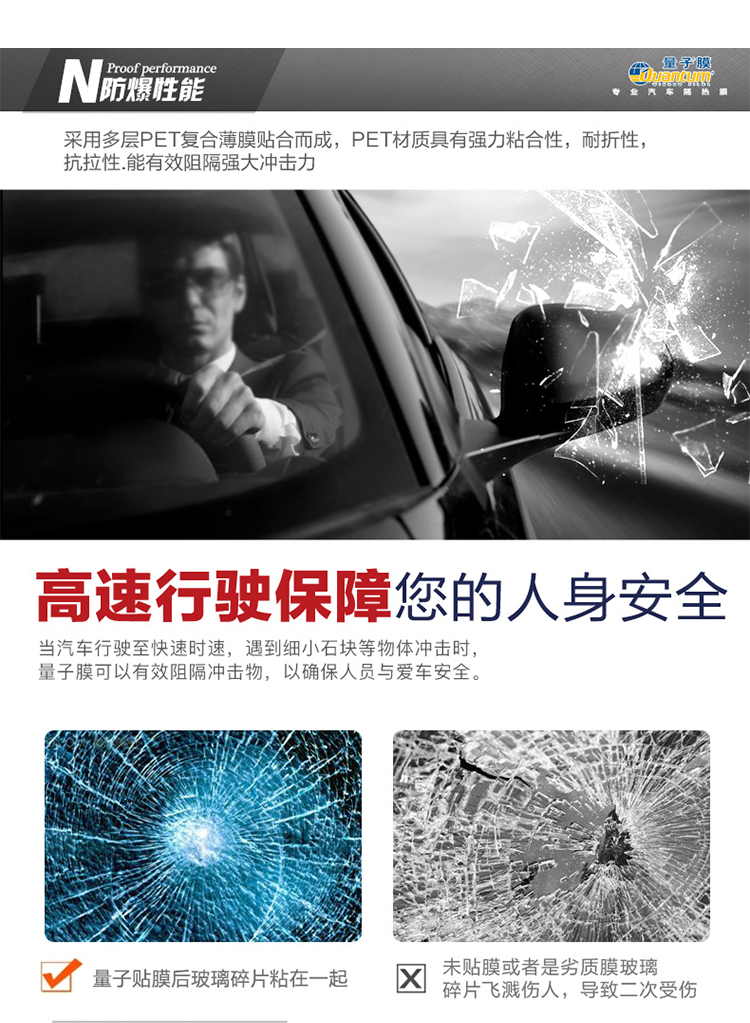 Proof performance
N防爆性能
量子膜
Quantum
专业汽车隔热膜
采用多层PET复合薄膜贴合而成，PET材质具有强力粘合性，耐折性，
抗拉性.能有效阻隔强大冲击力
高速行驶保障您的人身安全
当汽车行驶至快速时速，遇到细小石块等物体冲击时，
量子膜可以有效阻隔冲击物，以确保人员与爱车安全。
量子贴膜后玻璃碎片粘在一起
未贴膜或者是劣质膜玻璃
碎片飞溅伤人，导致二次受伤